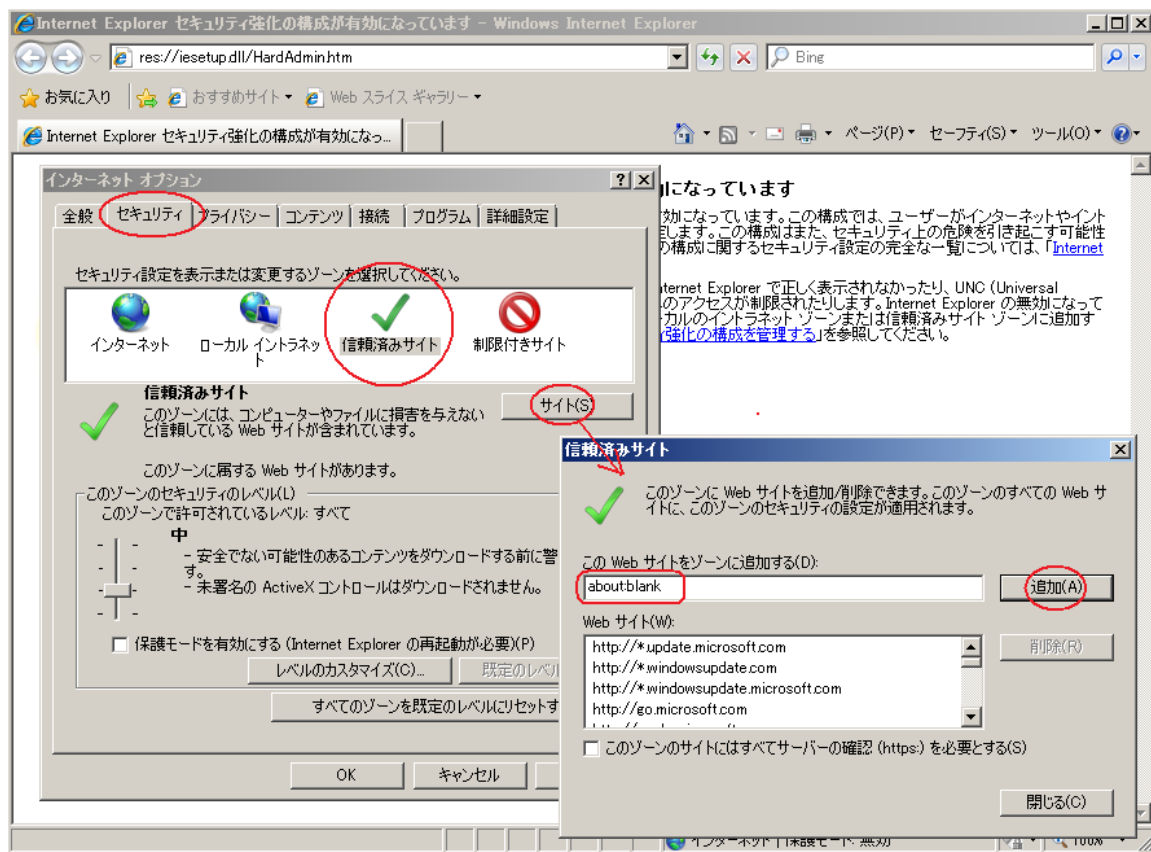 Internet Explorer セキュリティ強化の構成が有効になっています - Windows Internet Explorer
res://iesetup.dll/HardAdmin.htm
Bing
お気に入り
おすすめサイト
Web スライス ギャラリー
Internet Explorer セキュリティ強化の構成が有効になっ...
ページ(P)
セーフティ(S)
ツール(O)
インターネット オプション
全般
セキュリティ
プライバシー
コンテンツ
接続
プログラム
詳細設定
セキュリティ設定を表示または変更するゾーンを選択してください。
インターネット
ローカル イントラネッ
ト
信頼済みサイト
制限付きサイト
信頼済みサイト
このゾーンには、コンピューターやファイルに損害を与えない
と信頼している Web サイトが含まれています。
サイト(S)
このゾーンに属する Web サイトがあります。
このゾーンのセキュリティのレベル(L)
このゾーンで許可されているレベル: すべて
中
- 安全でない可能性のあるコンテンツをダウンロードする前に警
す。
- 未署名の ActiveX コントロールはダウンロードされません。
保護モードを有効にする (Internet Explorer の再起動が必要)(P)
レベルのカスタマイズ(C)...
既定のレベル
すべてのゾーンを既定のレベルにリセットす
OK
キャンセル
になっています
効になっています。この構成では、ユーザーがインターネットやイント
します。この構成はまた、セキュリティ上の危険を引き起こす可能性
の構成に関するセキュリティ設定の完全な一覧については、「Internet
ternet Explorer で正しく表示されなかったり、UNC (Universal
のアクセスが制限されたりします。Internet Explorer の無効になって
カルのイントラネット ゾーンまたは信頼済みサイト ゾーンに追加す
強化の構成を管理する」を参照してください。
信頼済みサイト
このゾーンに Web サイトを追加/削除できます。このゾーンのすべての Web サ
イトに、このゾーンのセキュリティの設定が適用されます。
この Web サイトをゾーンに追加する(D):
about:blank
追加(A)
Web サイト(W):
http://*.update.microsoft.com
http://*.windowsupdate.com
http://*.windowsupdate.microsoft.com
http://go.microsoft.com
削除(R)
このゾーンのサイトにはすべてサーバーの確認 (https:) を必要とする(S)
閉じる(C)
インターネット | 保護モード: 無効
100%